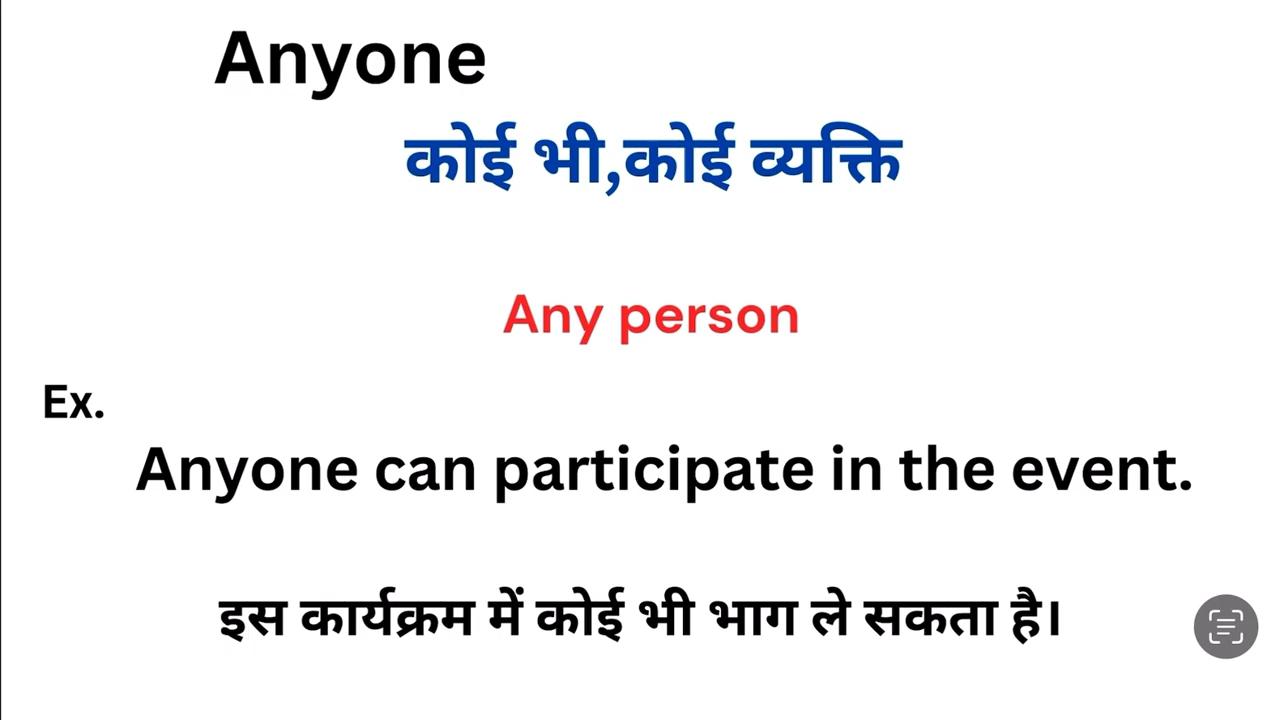 Anyone
कोई भी,कोई व्यक्ति
Any person
Ex.
Anyone can participate in the event.
इस कार्यक्रम में कोई भी भाग ले सकता है।